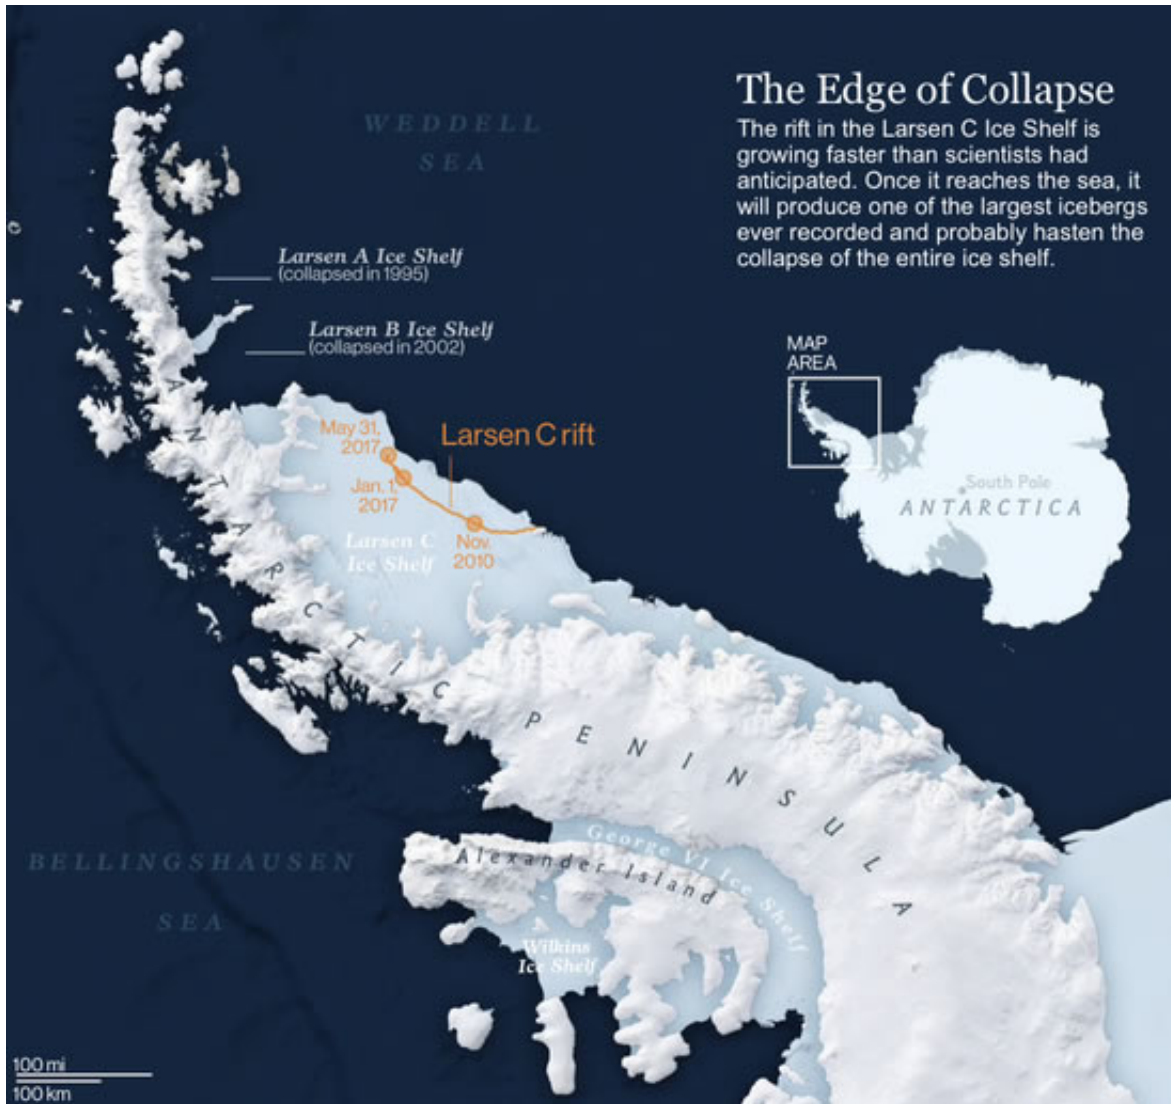 The Edge of Collapse
The rift in the Larsen C Ice Shelf is
growing faster than scientists had
anticipated. Once it reaches the sea, it
will produce one of the largest icebergs
ever recorded and probably hasten the
collapse of the entire ice shelf.
WEDDELL
SEA
Larsen A Ice Shelf
(collapsed in 1995)
Larsen B Ice Shelf
(collapsed in 2002)
MAP
AREA
South Pole
ANTARCTICA
May 31,
2017
Larsen C rift
Jan. 1,
2017
Nov.
2010
Larsen C
Ice Shelf
ANTARCTIC PENINSULA
George VI Ice Shelf
Alexander Island
Wilkins
Ice Shelf
BELLINGSHAUSEN
SEA
100 mi
100 km